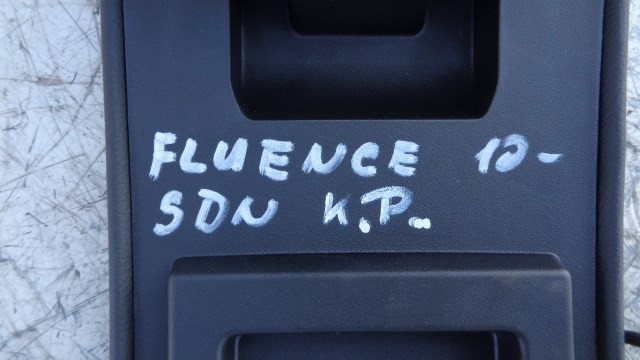 FLUENCE 10-
SDN K.P..